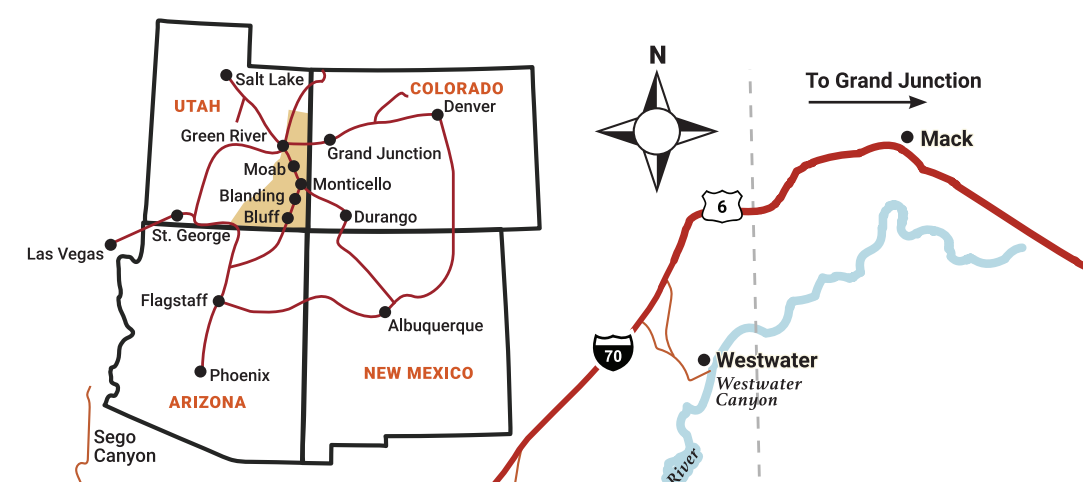 Salt Lake
UTAH
COLORADO
Denver
Green River
Grand Junction
Moab
Monticello
Blanding
Bluff
Durango
St. George
Las Vegas
Flagstaff
Albuquerque
Phoenix
NEW MEXICO
ARIZONA
Sego
Canyon
N
To Grand Junction
Mack
6
70
Westwater
Westwater
Canyon
River